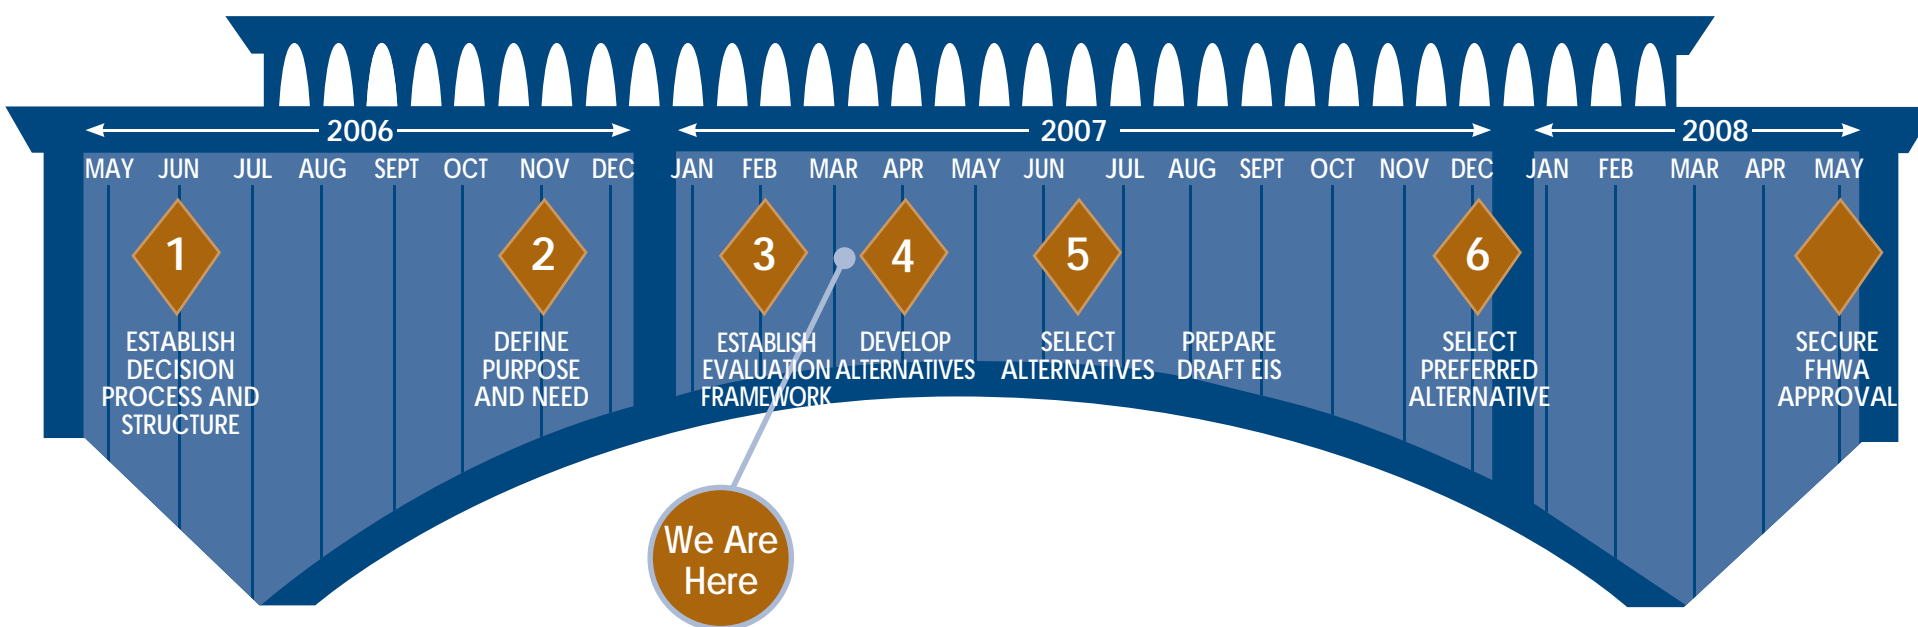 2006
2007
2008
MAY JUN JUL AUG SEPT OCT NOV DEC JAN FEB MAR APR MAY JUN JUL AUG SEPT OCT NOV DEC JAN FEB MAR APR MAY
1
2
3
4
5
6
ESTABLISH
DECISION
PROCESS AND
STRUCTURE
DEFINE
PURPOSE
AND NEED
ESTABLISH
EVALUATION
FRAMEWORK
DEVELOP
ALTERNATIVES
SELECT
ALTERNATIVES
PREPARE
DRAFT EIS
SELECT
PREFERRED
ALTERNATIVE
SECURE
FHWA
APPROVAL
We Are
Here